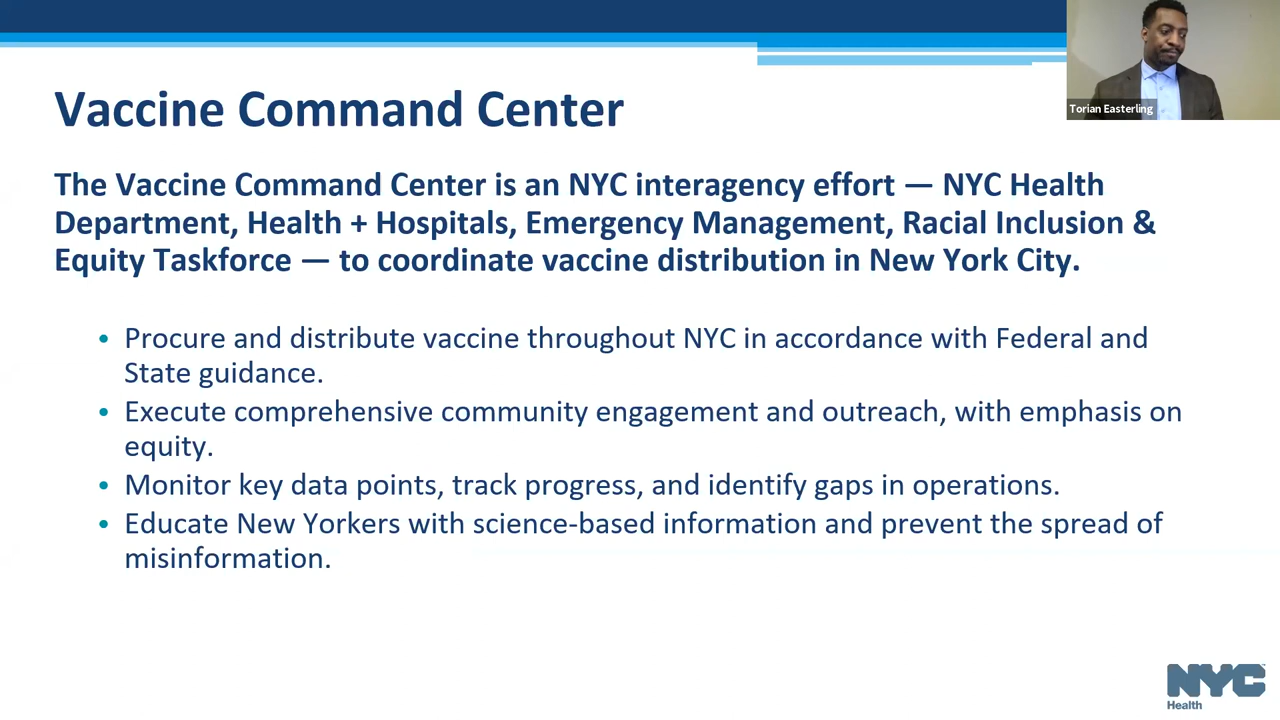 Torian Easterling
Vaccine Command Center
The Vaccine Command Center is an NYC interagency effort — NYC Health
Department, Health + Hospitals, Emergency Management, Racial Inclusion &
Equity Taskforce — to coordinate vaccine distribution in New York City.
• Procure and distribute vaccine throughout NYC in accordance with Federal and
State guidance.
• Execute comprehensive community engagement and outreach, with emphasis on
equity.
• Monitor key data points, track progress, and identify gaps in operations.
• Educate New Yorkers with science-based information and prevent the spread of
misinformation.
NYC
Health